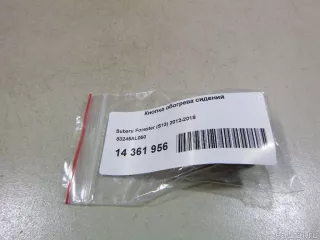 Кнопка обогрева сидений
Subaru Forester (S13) 2012-2018
83245AL060
14 361 956